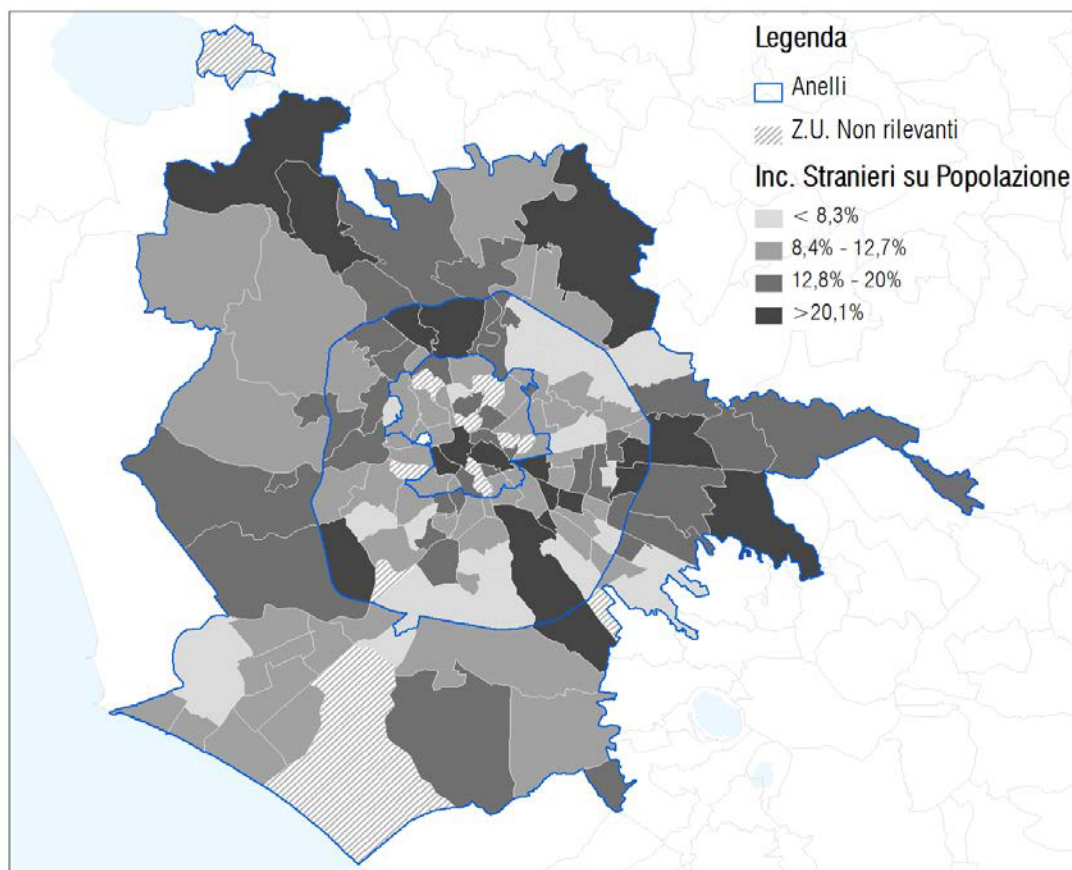 Legenda
Anelli
Z.U. Non rilevanti
Inc. Stranieri su Popolazione
< 8,3%
8,4% - 12,7%
12,8% - 20%
>20,1%